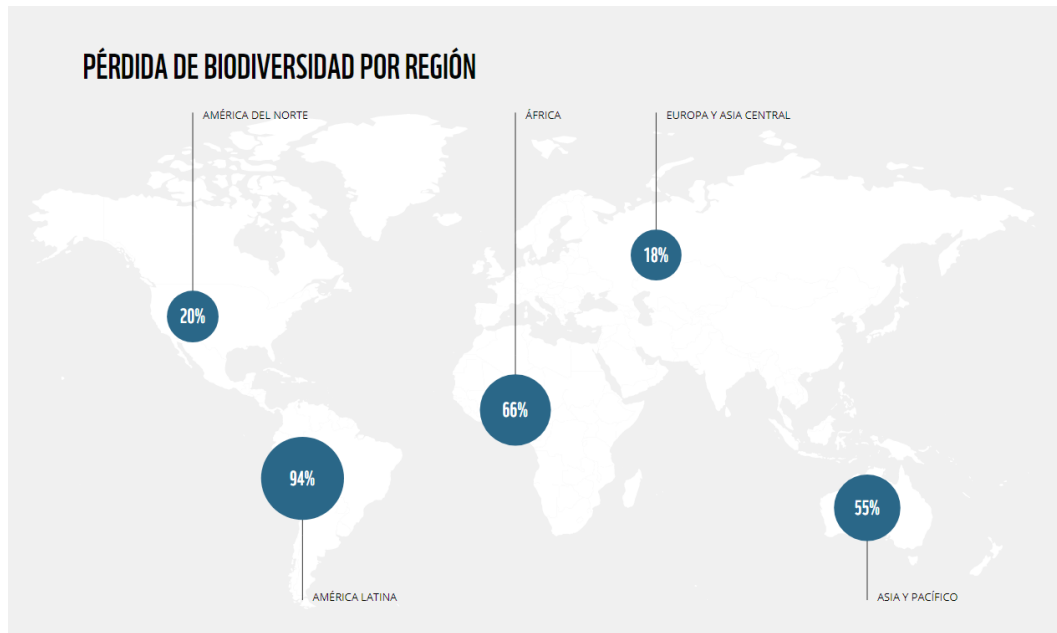 PÉRDIDA DE BIODIVERSIDAD POR REGIÓN
AMÉRICA DEL NORTE
ÁFRICA
EUROPA Y ASIA CENTRAL
18%
20%
66%
94%
55%
AMÉRICA LATINA
ASIA Y PACÍFICO